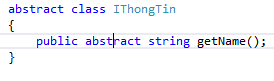 abstract class IThongTin
{
    public abstract string getName();
}